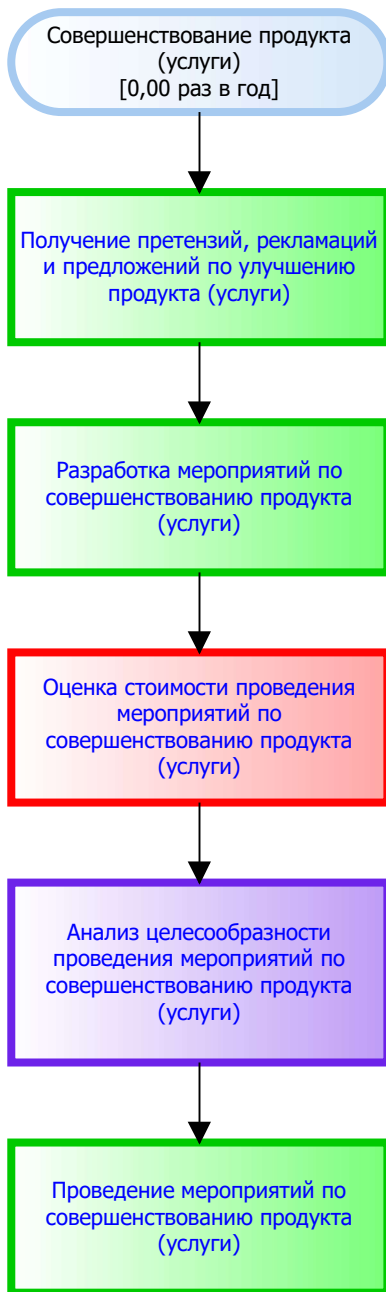 Совершенствование продукта
(услуги)
[0,00 раз в год]
Получение претензий, рекламаций
и предложений по улучшению
продукта (услуги)
Разработка мероприятий по
совершенствованию продукта
(услуги)
Оценка стоимости проведения
мероприятий по
совершенствованию продукта
(услуги)
Анализ целесообразности
проведения мероприятий по
совершенствованию продукта
(услуги)
Проведение мероприятий по
совершенствованию продукта
(услуги)